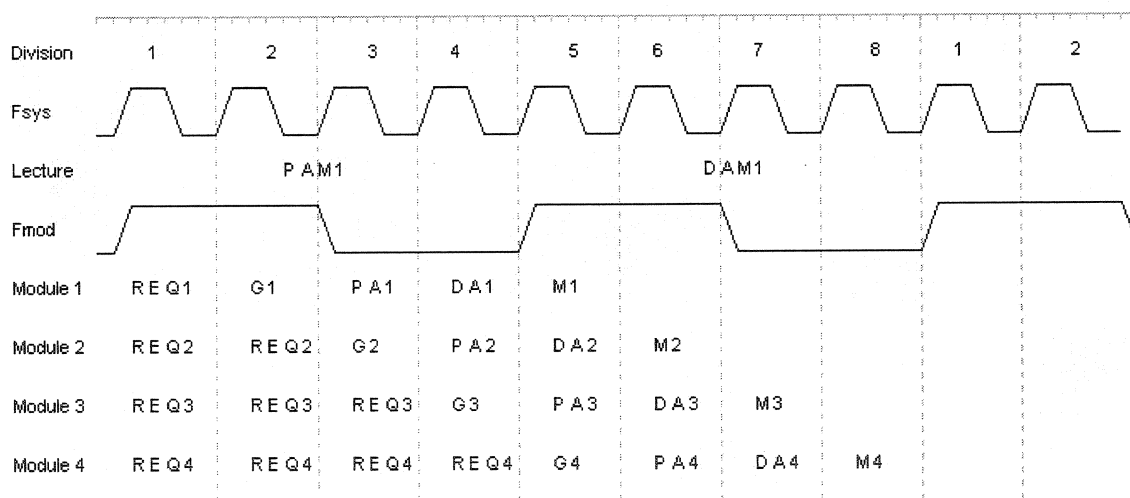 Division 1 2 3 4 5 6 7 8 1 2
Fsys
Lecture PAM1 DAM1
Fmod
Module 1 REQ1 G1 PA1 DA1 M1
Module 2 REQ2 REQ2 G2 PA2 DA2 M2
Module 3 REQ3 REQ3 REQ3 G3 PA3 DA3 M3
Module 4 REQ4 REQ4 REQ4 REQ4 G4 PA4 DA4 M4